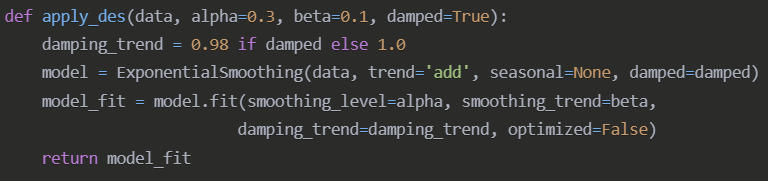 def apply_des(data, alpha=0.3, beta=0.1, damped=True):
    damping_trend = 0.98 if damped else 1.0
    model = ExponentialSmoothing(data, trend='add', seasonal=None, damped=damped)
    model_fit = model.fit(smoothing_level=alpha, smoothing_trend=beta,
                          damping_trend=damping_trend, optimized=False)
    return model_fit